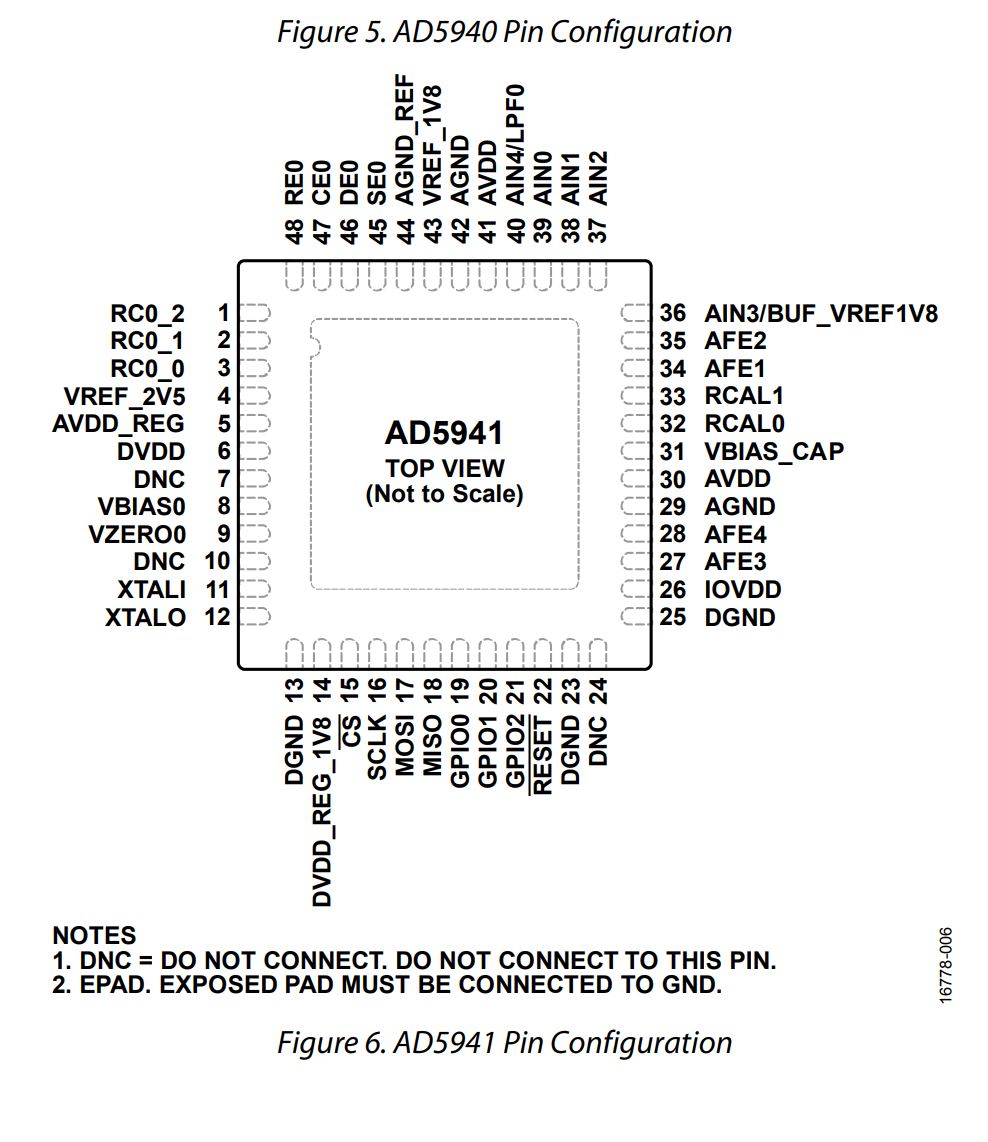 Figure 5. AD5940 Pin Configuration
48 RE0
47 CE0
46 DE0
45 SE0
44 AGND_REF
43 VREF_1V8
42 AGND
41 AVDD
40 AIN4/LPF0
39 AIN0
38 AIN1
37 AIN2
RC0_2 1
RC0_1 2
RC0_0 3
VREF_2V5 4
AVDD_REG 5
DVDD 6
DNC 7
VBIAS0 8
VZERO0 9
DNC 10
XTALI 11
XTALO 12
AD5941
TOP VIEW
(Not to Scale)
36 AIN3/BUF_VREF1V8
35 AFE2
34 AFE1
33 RCAL1
32 RCAL0
31 VBIAS_CAP
30 AVDD
29 AGND
28 AFE4
27 AFE3
26 IOVDD
25 DGND
DGND 13
DVDD_REG_1V8 14
CS 15
SCLK 16
MOSI 17
MISO 18
GPIO0 19
GPIO1 20
GPIO2 21
RESET 22
DGND 23
DNC 24
NOTES
1. DNC = DO NOT CONNECT. DO NOT CONNECT TO THIS PIN.
2. EPAD. EXPOSED PAD MUST BE CONNECTED TO GND.
16778-006
Figure 6. AD5941 Pin Configuration